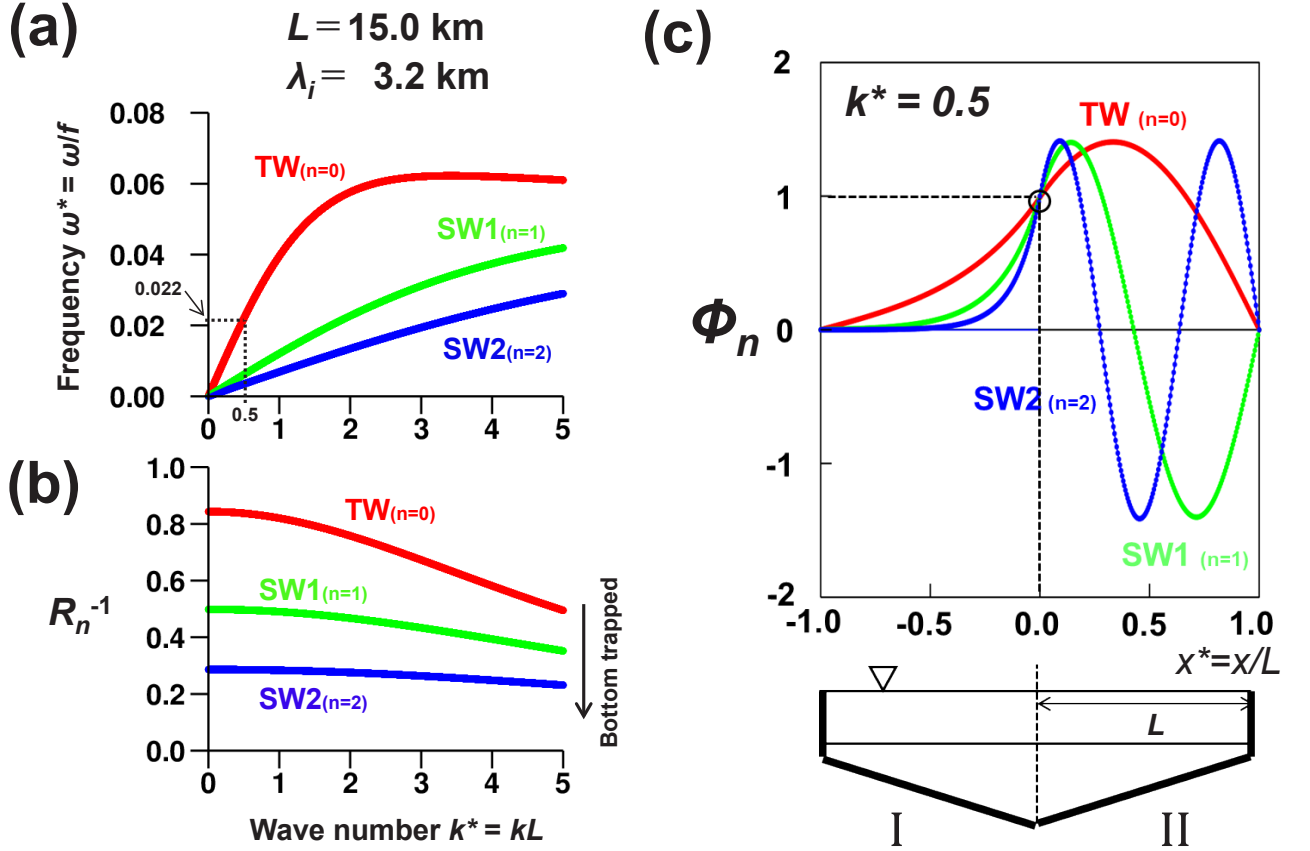 (a)
L＝15.0 km
λi＝ 3.2 km
Frequency ω* = ω/f
0.08
0.06
0.04
0.02
0.00
0.022
TW(n=0)
SW1(n=1)
SW2(n=2)
0.5
0 1 2 3 4 5
(b)
Rn-1
1.0
0.8
0.6
0.4
0.2
0.0
TW(n=0)
SW1(n=1)
SW2(n=2)
Bottom trapped
0 1 2 3 4 5
Wave number k* = kL
(c)
k* = 0.5
TW (n=0)
Φn
2
1
0
-1
-2
SW2 (n=2)
SW1 (n=1)
-1.0 -0.5 0.0 0.5 1.0
x*=x/L
L
I II